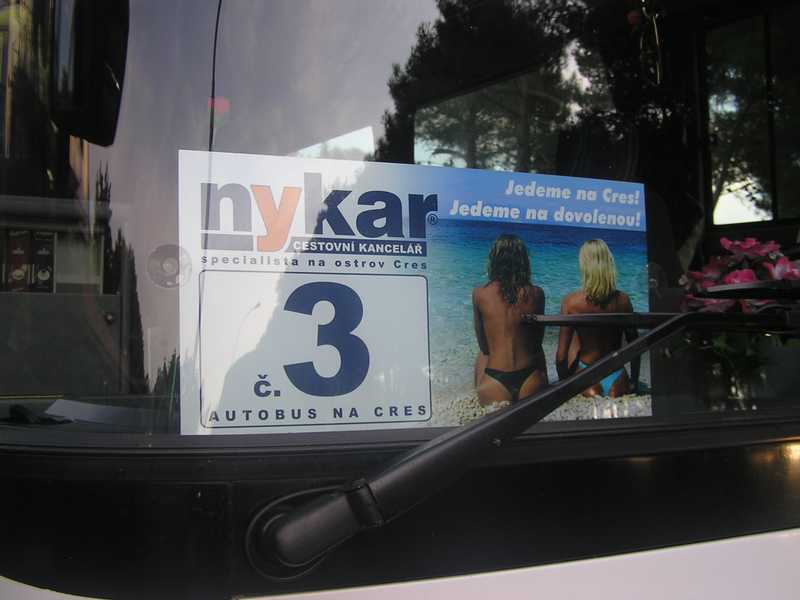 nykar®
CESTOVNÍ KANCELÁŘ
specialista na ostrov Cres
č. 3
AUTOBUS NA CRES
Jedeme na Cres!
Jedeme na dovolenou!